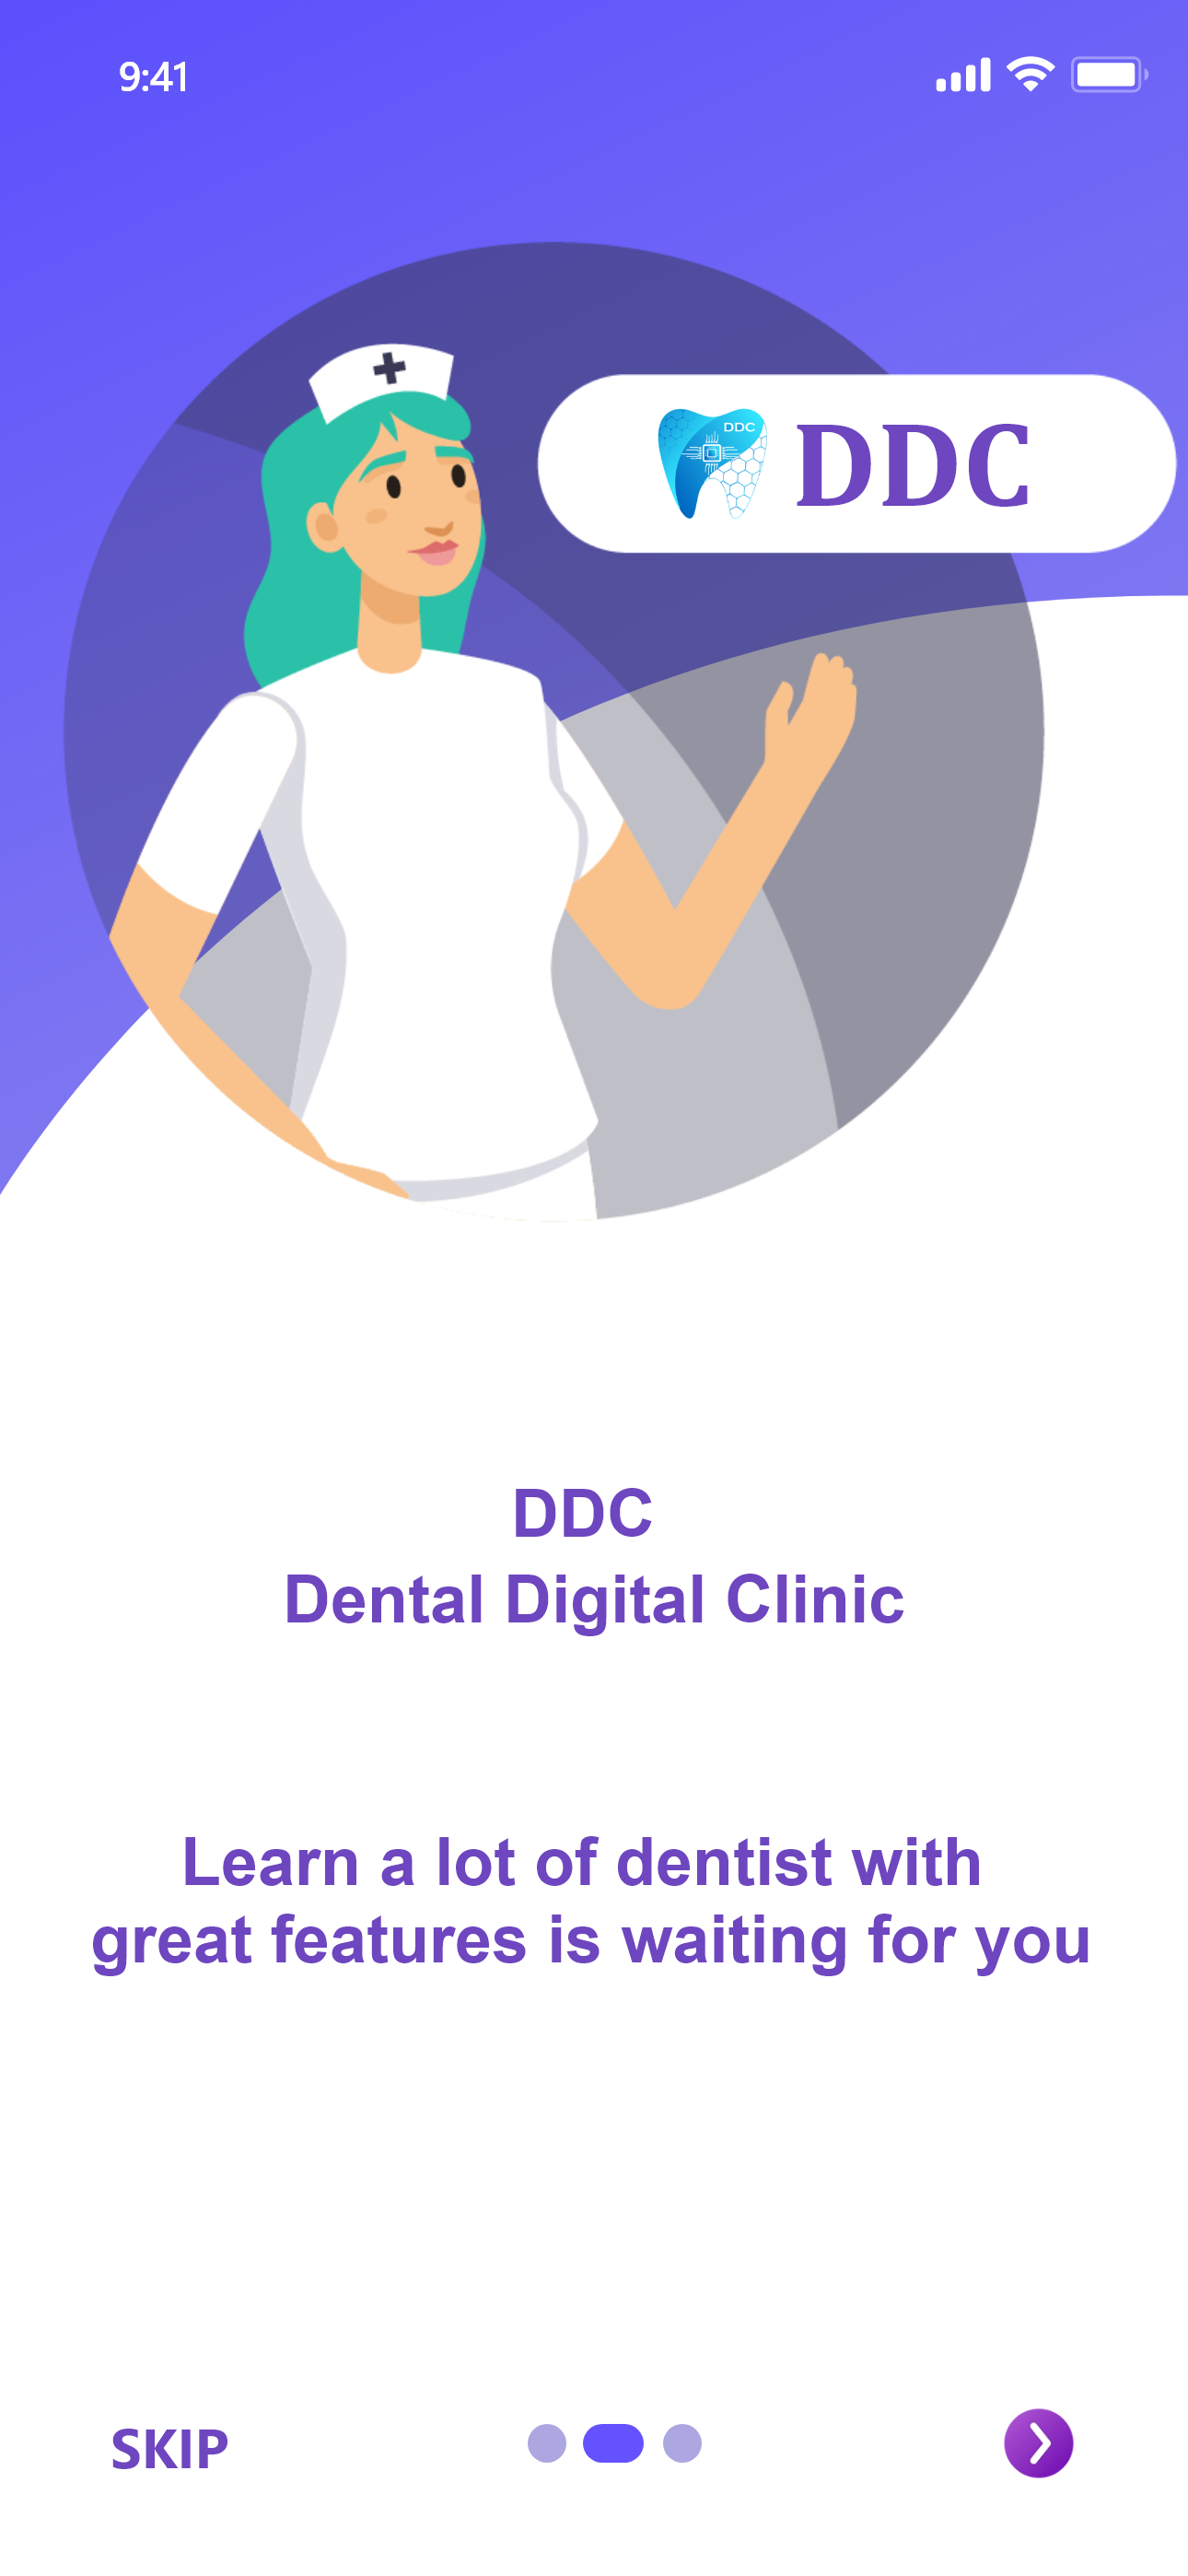 9:41
DDC
DDC
DDC
Dental Digital Clinic
Learn a lot of dentist with
great features is waiting for you
SKIP